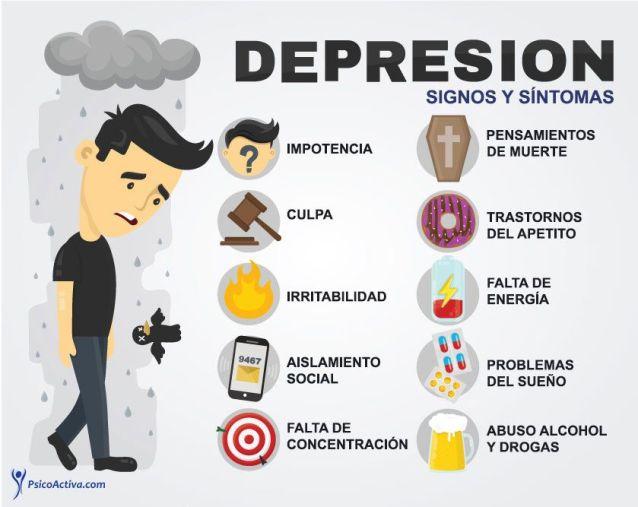 DEPRESION
SIGNOS Y SÍNTOMAS
IMPOTENCIA
CULPA
IRRITABILIDAD
9467
AISLAMIENTO
SOCIAL
FALTA DE
CONCENTRACIÓN
PENSAMIENTOS
DE MUERTE
TRASTORNOS
DEL APETITO
FALTA DE
ENERGÍA
PROBLEMAS
DEL SUEÑO
ABUSO ALCOHOL
Y DROGAS
PsicoActiva.com